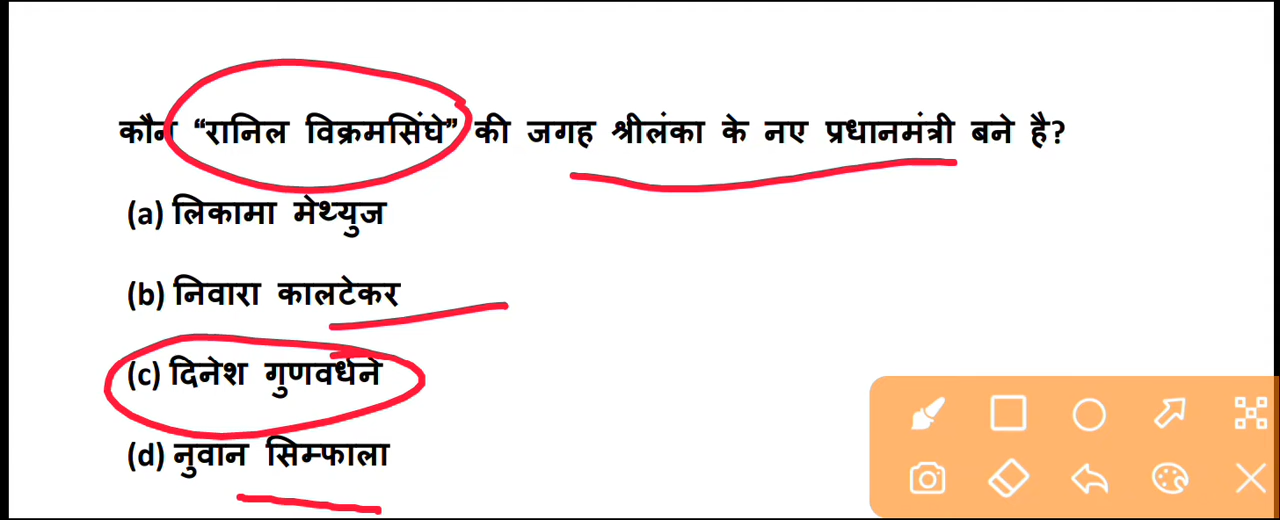 कौन “रानिल विक्रमसिंघे” की जगह श्रीलंका के नए प्रधानमंत्री बने है?
(a) लिकामा मेथ्युज
(b) निवारा कालटेकर
(c) दिनेश गुणवर्धने
(d) नुवान सिम्फाला